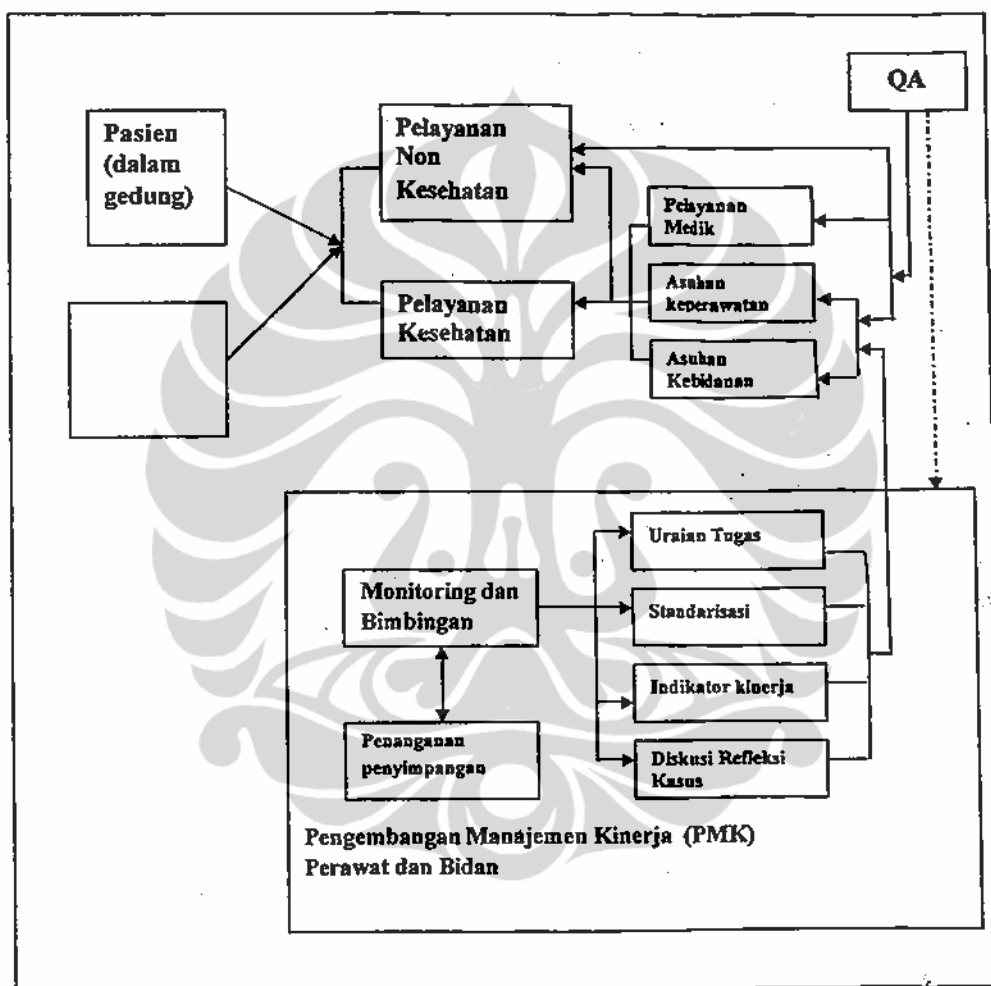 QA
Pasien
(dalam
gedung)
Pelayanan
Non
Kesehatan
Pelayanan
Medik
Asuhan
keperawatan
Pelayanan
Kesehatan
Asuhan
Kebidanan
Uraian Tugas
Monitoring dan
Bimbingan
Standarisasi
Indikator kinerja
Penanganan
penyimpangan
Diskusi Refleksi
Kasus
Pengembangan Manajemen Kinerja (PMK)
Perawat dan Bidan